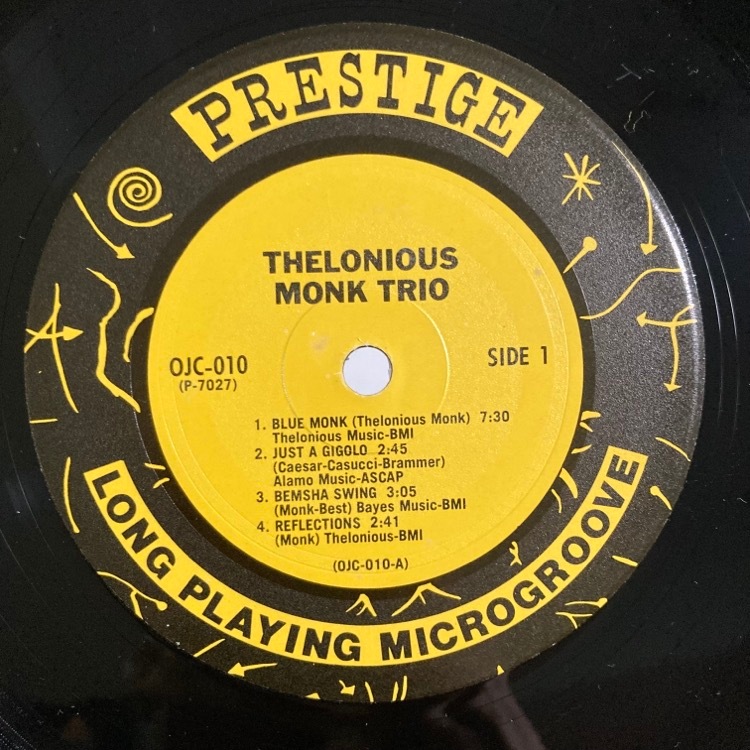 PRESTIGE
THELONIOUS
MONK TRIO
OJC-010
(P-7027)
SIDE 1
1. BLUE MONK (Thelonious Monk) 7:30
Thelonious Music-BMI
2. JUST A GIGOLO 2:45
(Caesar-Casucci-Brammer)
Alamo Music-ASCAP
3. BEMSHA SWING 3:05
(Monk-Best) Bayes Music-BMI
4. REFLECTIONS 2:41
(Monk) Thelonious-BMI
(OJC-010-A)
LONG PLAYING MICROGROOVE